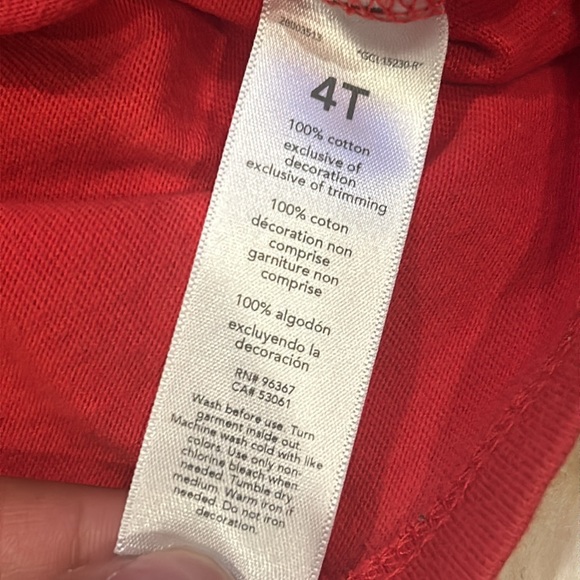 "GCI 15230-R"
4T
100% cotton
exclusive of
decoration
exclusive of trimming
100% coton
décoration non
comprise
garniture non
comprise
100% algodón
excluyendo la
decoración
RN# 96367
CA# 53061
Wash before use. Turn
garment inside out.
Machine wash cold with like
colors. Use only non
chlorine bleach when
needed. Tumble dry
medium. Warm iron if
needed. Do not iron
decoration.